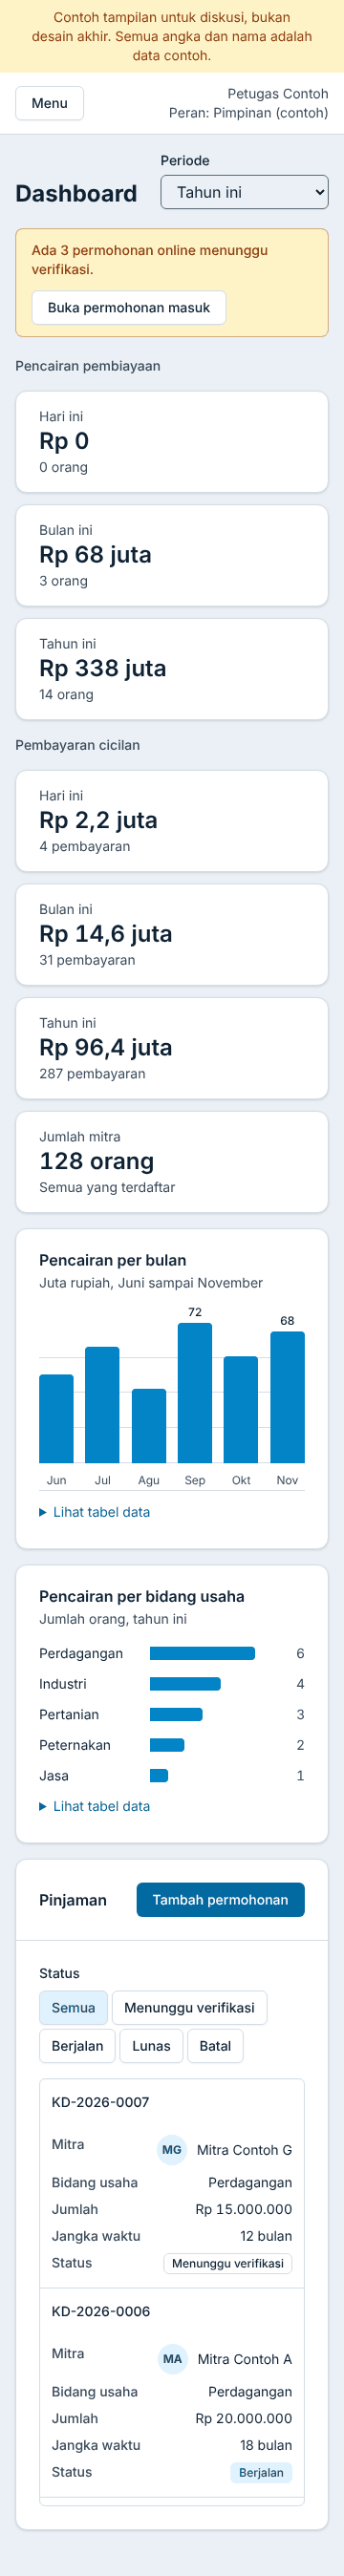 Contoh tampilan untuk diskusi, bukan
desain akhir. Semua angka dan nama adalah
data contoh.
Menu
Petugas Contoh
Peran: Pimpinan (contoh)
Dashboard
Periode
Tahun ini
Ada 3 permohonan online menunggu
verifikasi.
Buka permohonan masuk
Pencairan pembiayaan
Hari ini
Rp 0
0 orang
Bulan ini
Rp 68 juta
3 orang
Tahun ini
Rp 338 juta
14 orang
Pembayaran cicilan
Hari ini
Rp 2,2 juta
4 pembayaran
Bulan ini
Rp 14,6 juta
31 pembayaran
Tahun ini
Rp 96,4 juta
287 pembayaran
Jumlah mitra
128 orang
Semua yang terdaftar
Pencairan per bulan
Juta rupiah, Juni sampai November
72
68
Jun Jul Agu Sep Okt Nov
Lihat tabel data
Pencairan per bidang usaha
Jumlah orang, tahun ini
Perdagangan 6
Industri 4
Pertanian 3
Peternakan 2
Jasa 1
Lihat tabel data
Pinjaman
Tambah permohonan
Status
Semua Menunggu verifikasi
Berjalan Lunas Batal
KD-2026-0007
Mitra MG Mitra Contoh G
Bidang usaha Perdagangan
Jumlah Rp 15.000.000
Jangka waktu 12 bulan
Status Menunggu verifikasi
KD-2026-0006
Mitra MA Mitra Contoh A
Bidang usaha Perdagangan
Jumlah Rp 20.000.000
Jangka waktu 18 bulan
Status Berjalan